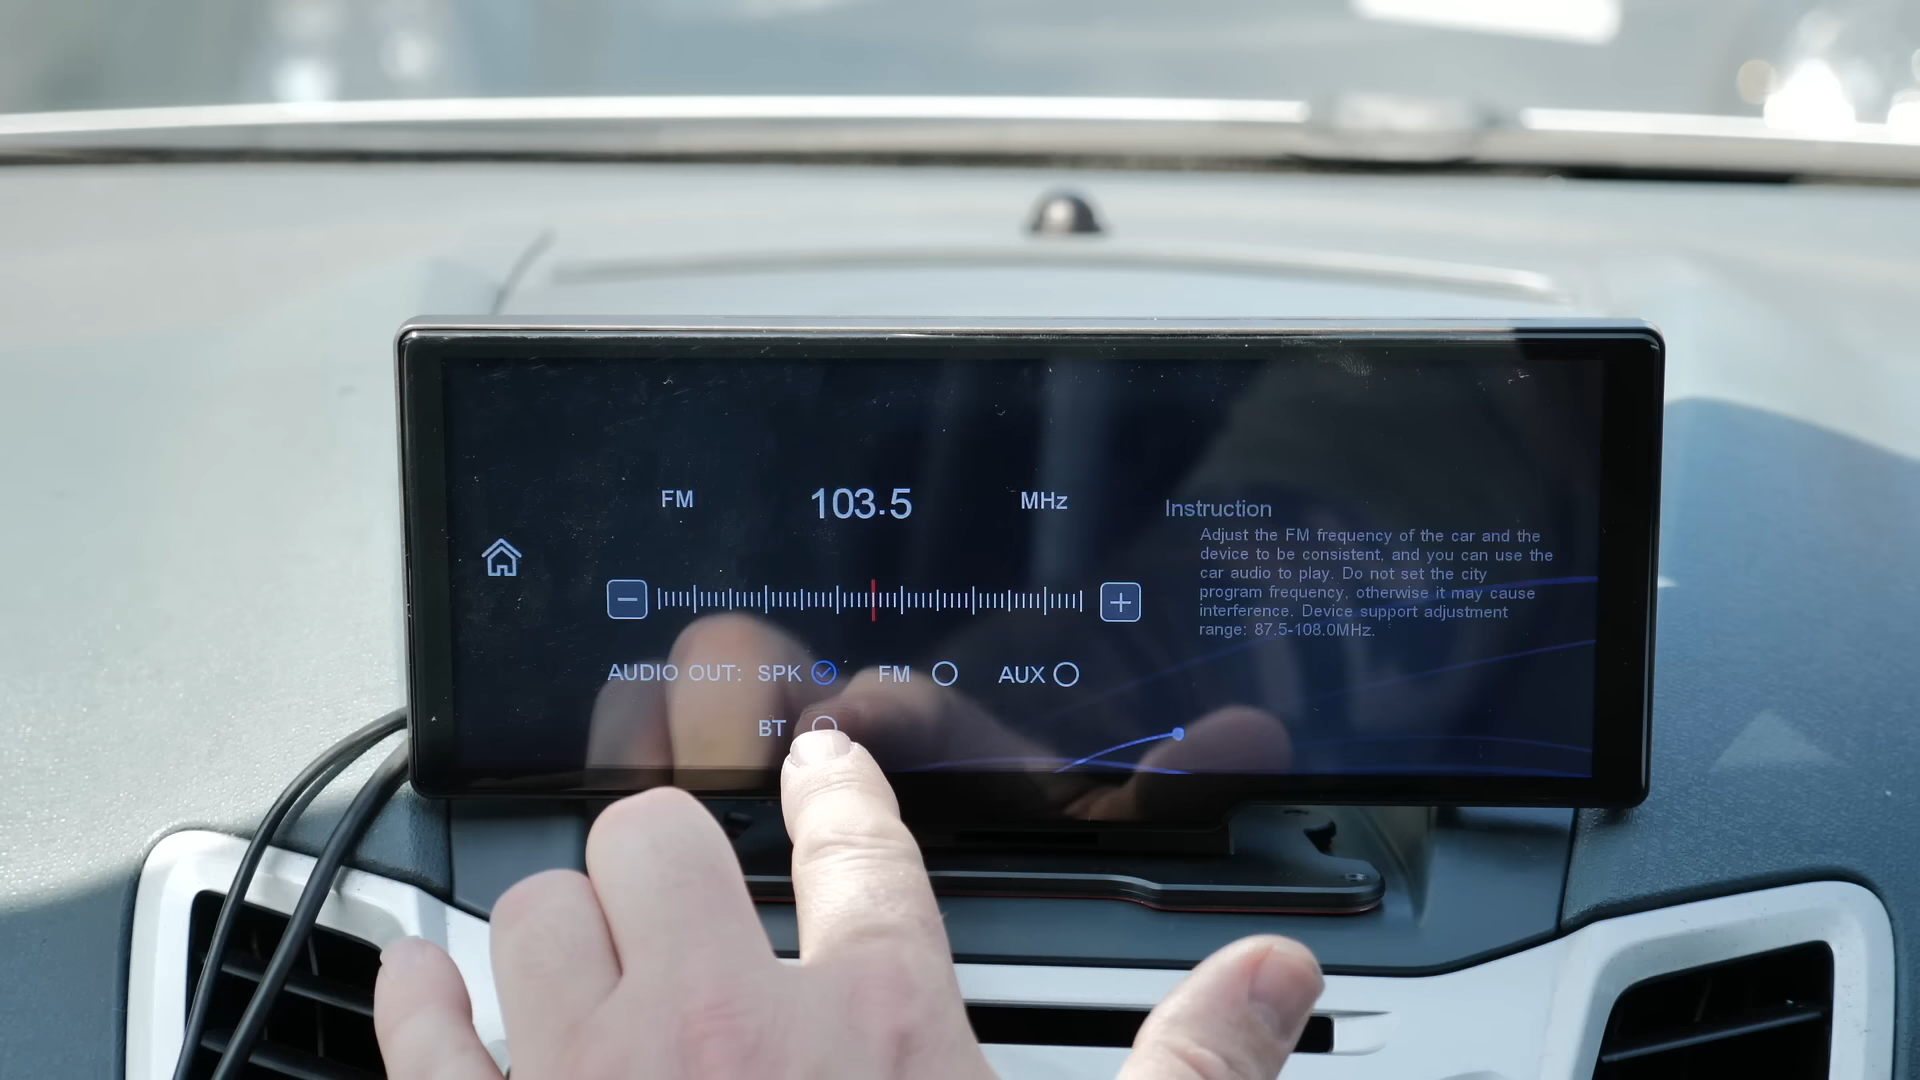 FM 103.5 MHz
AUDIO OUT: SPK FM AUX
BT
Instruction
Adjust the FM frequency of the car and the
device to be consistent, and you can use the
car audio to play. Do not set the city
program frequency, otherwise it may cause
interference. Device support adjustment
range: 87.5-108.0MHz.